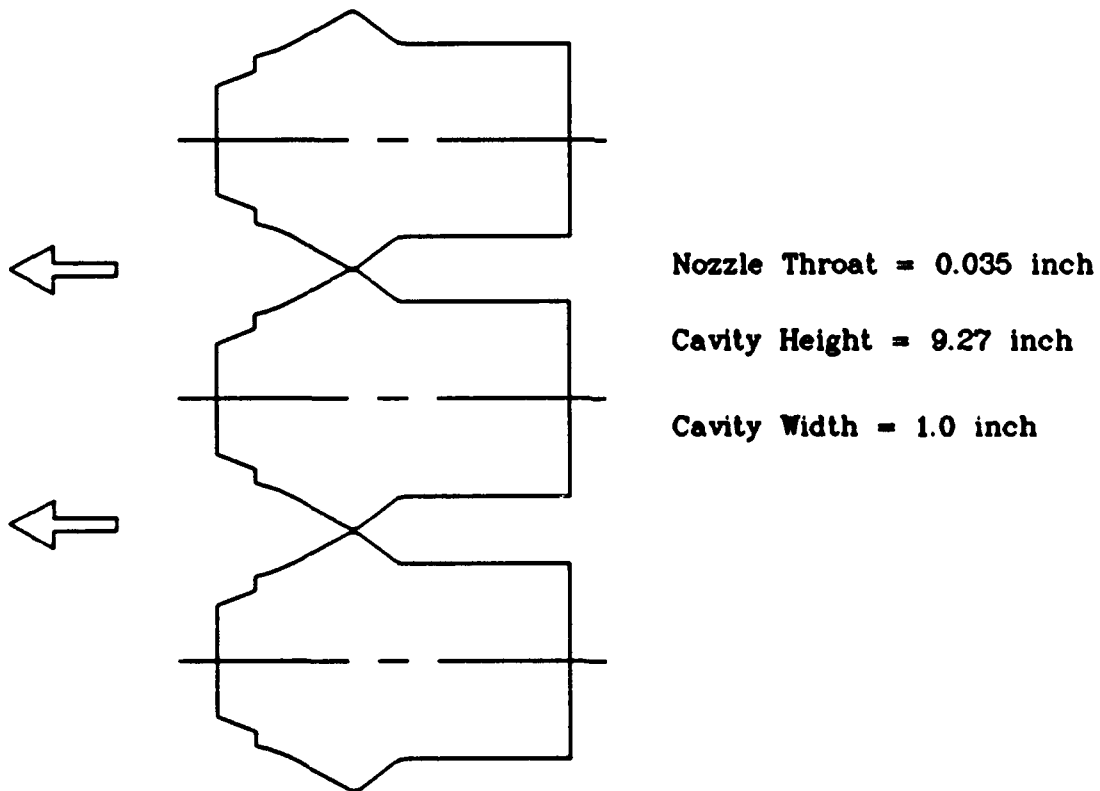 Nozzle Throat = 0.035 inch
Cavity Height = 9.27 inch
Cavity Width = 1.0 inch